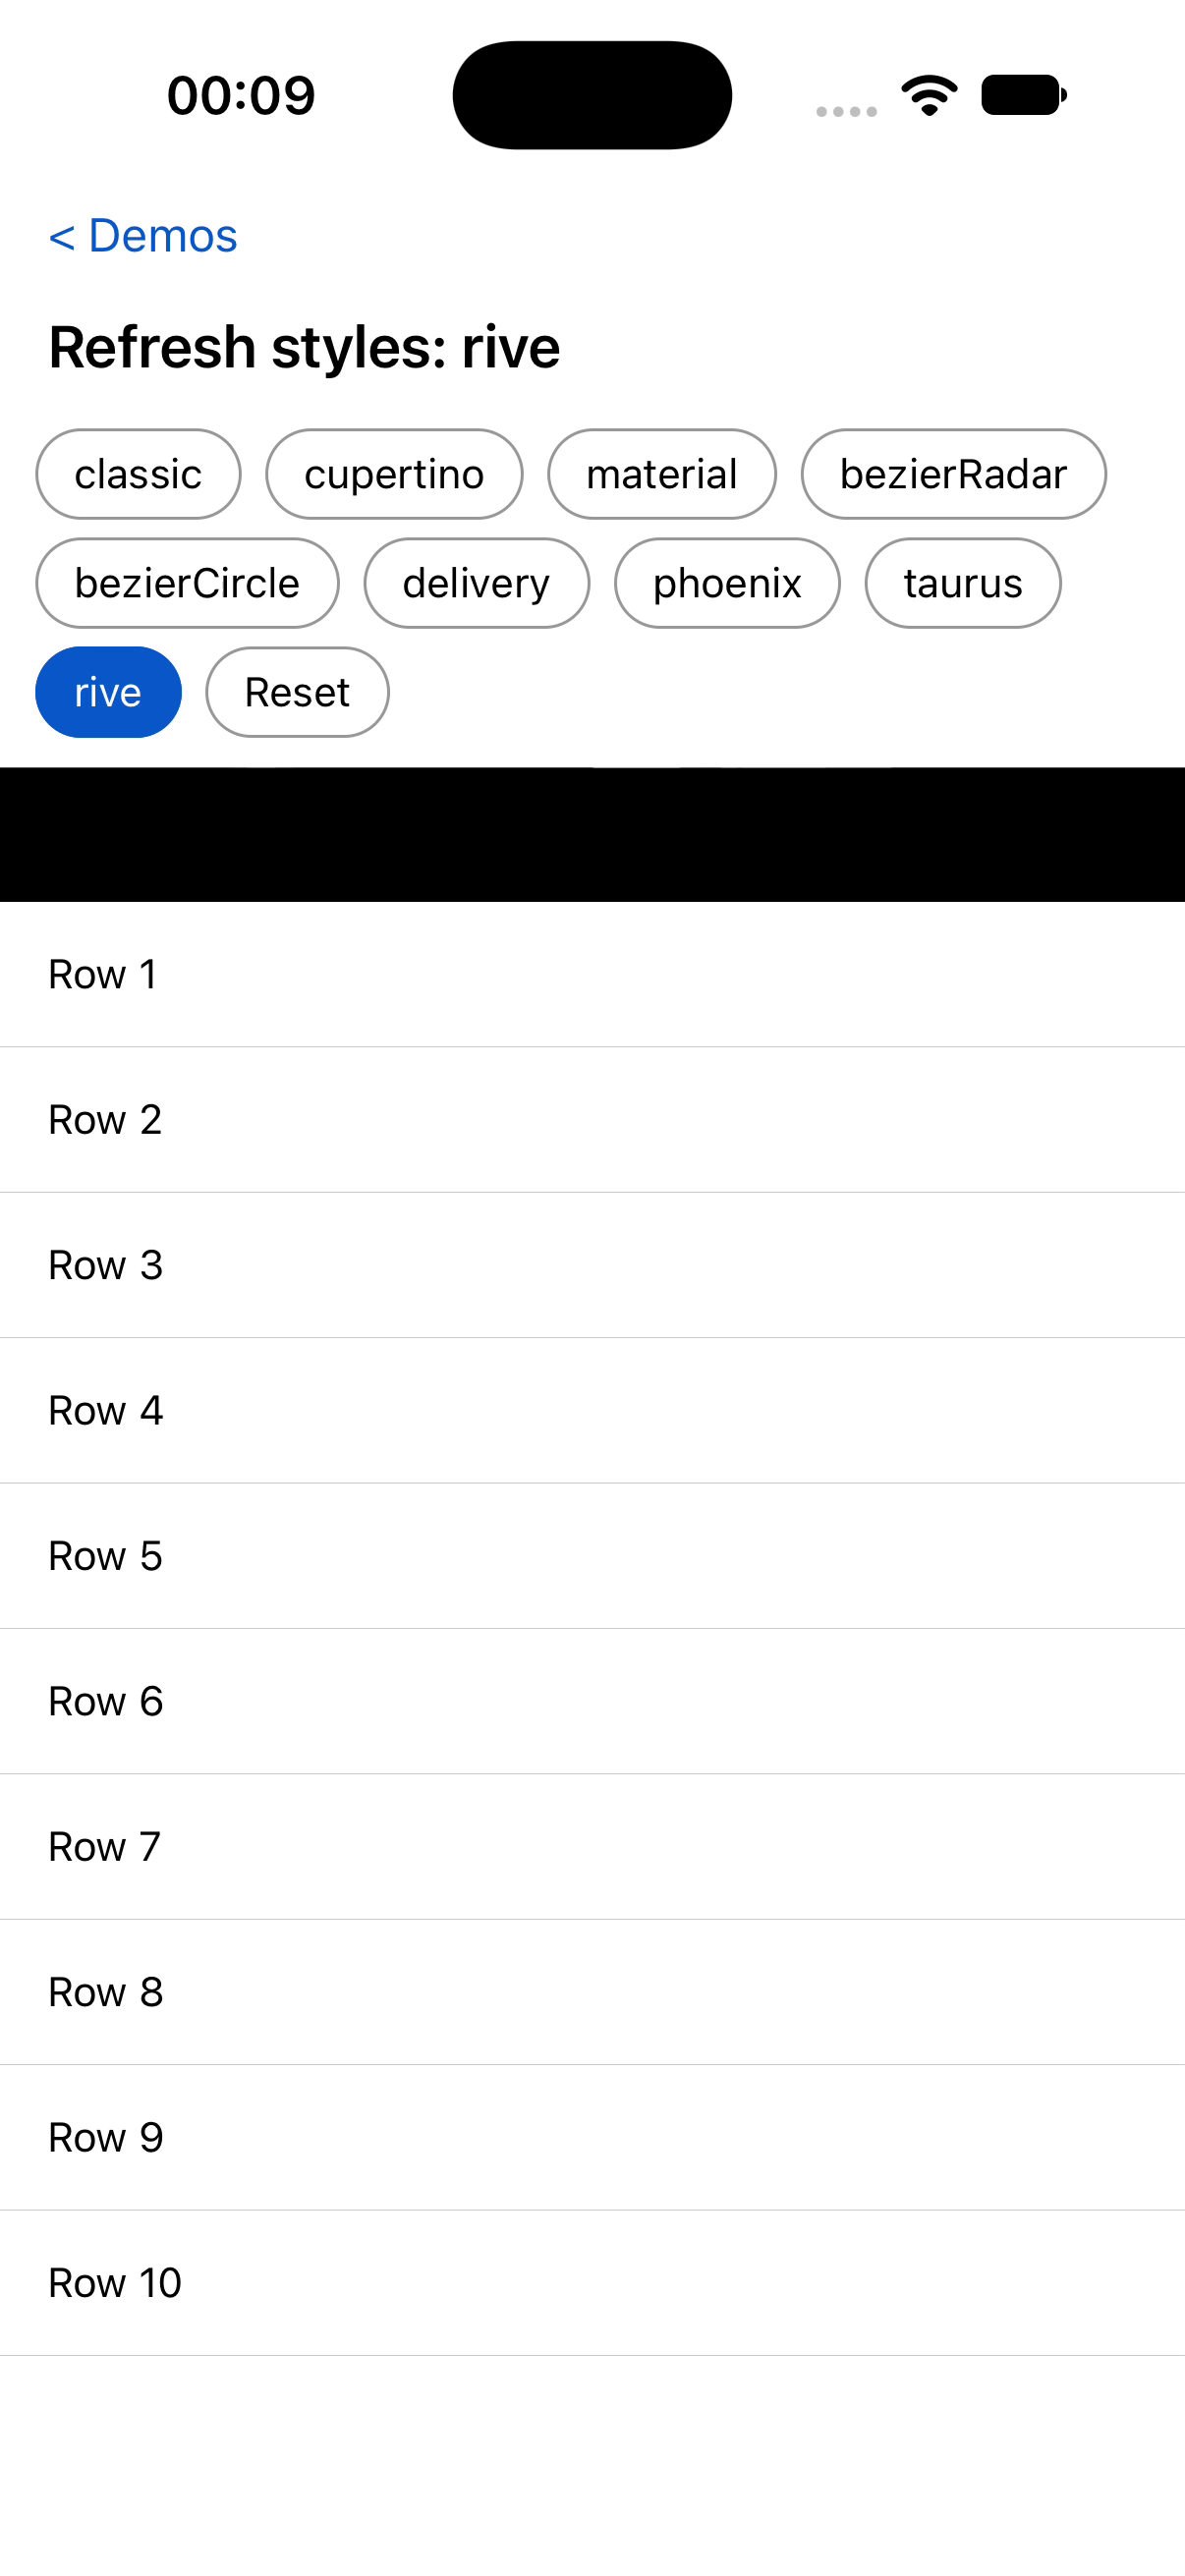 00:09
< Demos
Refresh styles: rive
classic cupertino material bezierRadar
bezierCircle delivery phoenix taurus
rive Reset
Row 1
Row 2
Row 3
Row 4
Row 5
Row 6
Row 7
Row 8
Row 9
Row 10